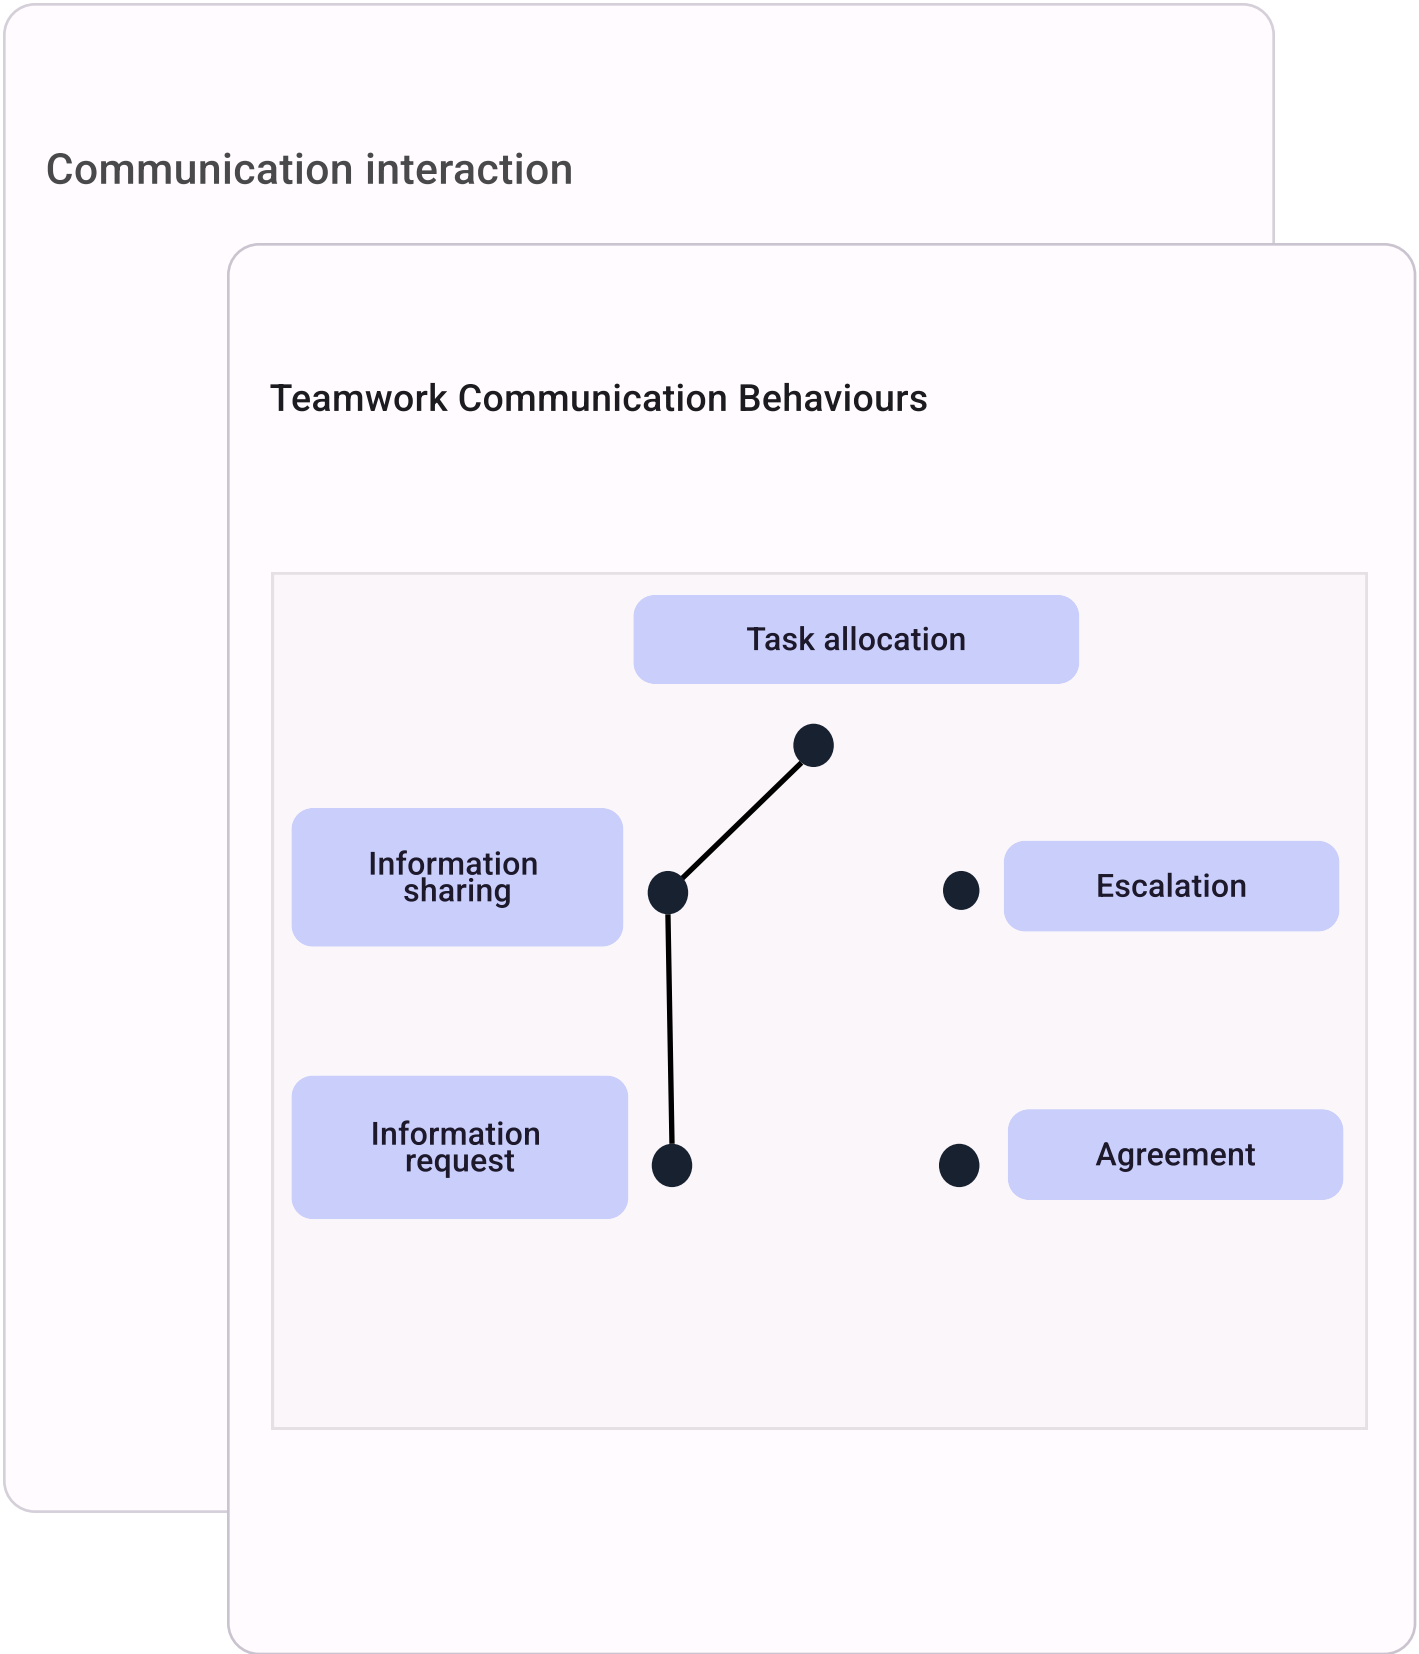 Communication interaction
Teamwork Communication Behaviours
Task allocation
Information
sharing
Escalation
Information
request
Agreement